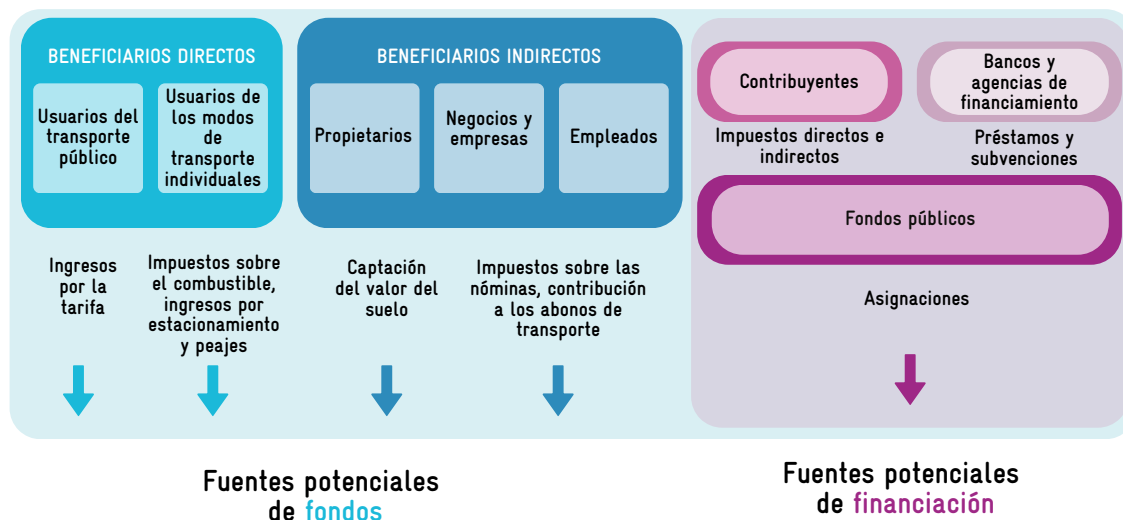 BENEFICIARIOS DIRECTOS
Usuarios del
transporte
público
Usuarios de
los modos
de
transporte
individuales
Ingresos
por la
tarifa
Impuestos sobre
el combustible,
ingresos por
estacionamiento
y peajes
BENEFICIARIOS INDIRECTOS
Propietarios
Negocios y
empresas
Empleados
Captación
del valor del
suelo
Impuestos sobre las
nóminas, contribución
a los abonos de
transporte
Fuentes potenciales
de fondos
Contribuyentes
Impuestos directos e
indirectos
Bancos y
agencias de
financiamiento
Préstamos y
subvenciones
Fondos públicos
Asignaciones
Fuentes potenciales
de financiación